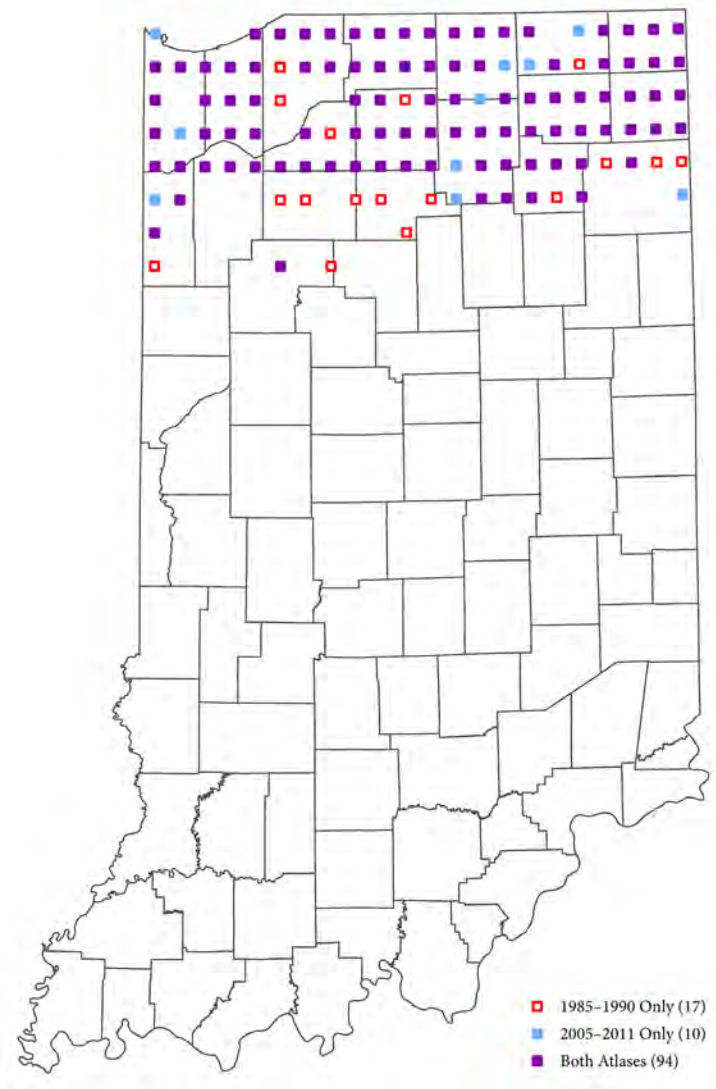 1985–1990 Only (17)
2005–2011 Only (10)
Both Atlases (94)